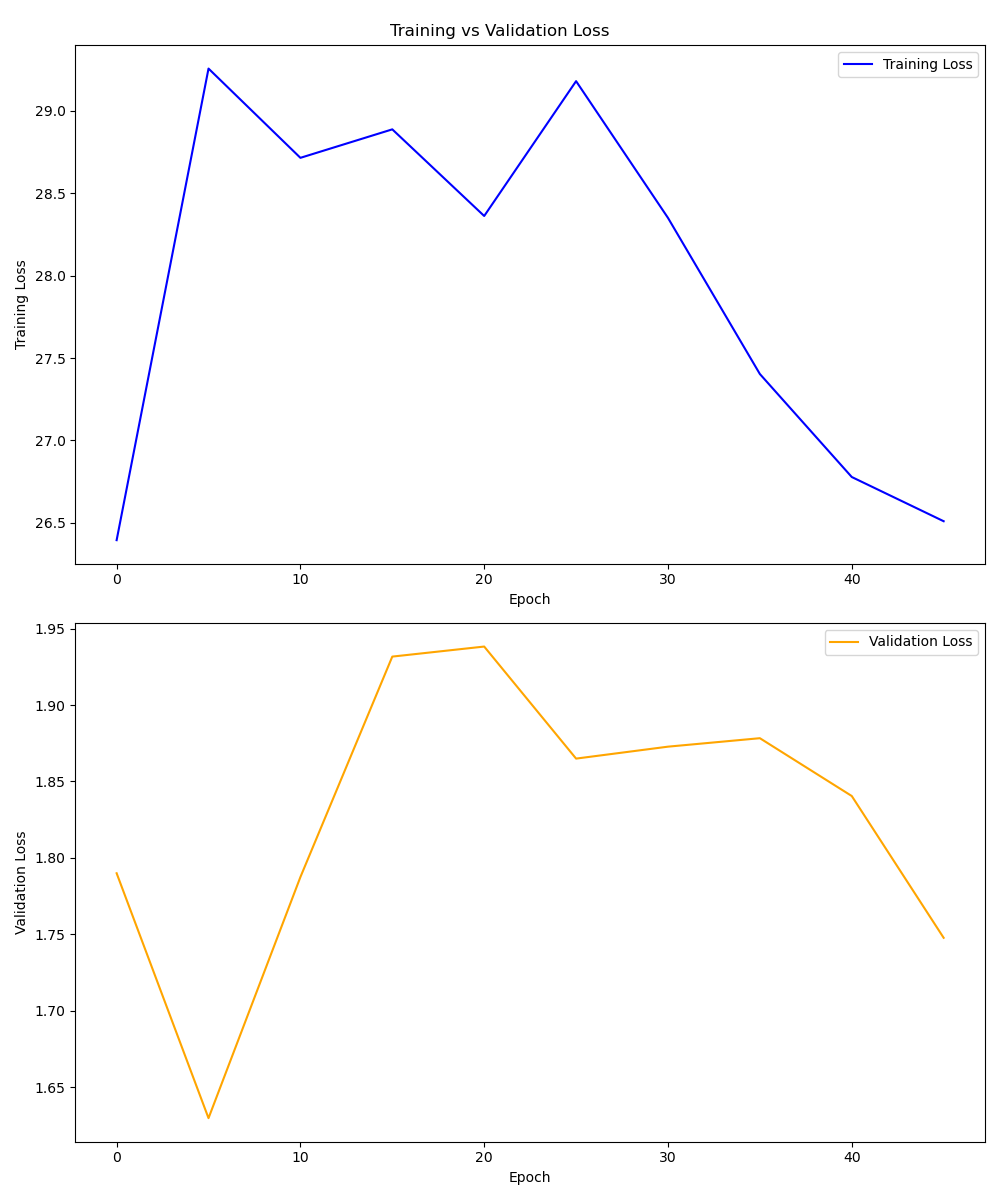 Training vs Validation Loss
Training Loss
29.0
28.5
28.0
27.5
27.0
26.5
Training Loss
0 10 20 30 40
Epoch
Validation Loss
1.95
1.90
1.85
1.80
1.75
1.70
1.65
Validation Loss
0 10 20 30 40
Epoch